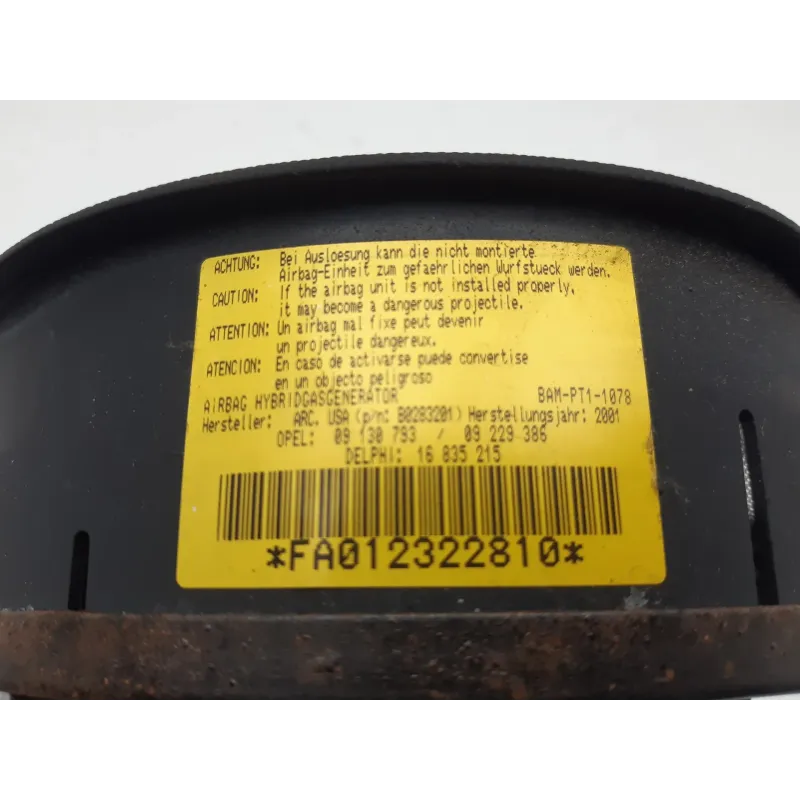 ACHTUNG: Bei Ausloesung kann die nicht montierte
Airbag-Einheit zum gefaehrlichen Wurfstueck werden.
CAUTION: If the airbag unit is not installed properly,
it may become a dangerous projectile.
ATTENTION: Un airbag mal fixe peut devenir
un projectile dangereux.
ATENCION: En caso de activarse puede convertise
en un objecto peligroso
AIRBAG HYBRIDGASGENERATOR BAM-PT1-1078
Hersteller: ARC. USA (p/n: B0283201) Herstellungsjahr: 2001
OPEL: 09 130 793 / 09 229 386
DELPHI: 16 835 215
*FA012322810*